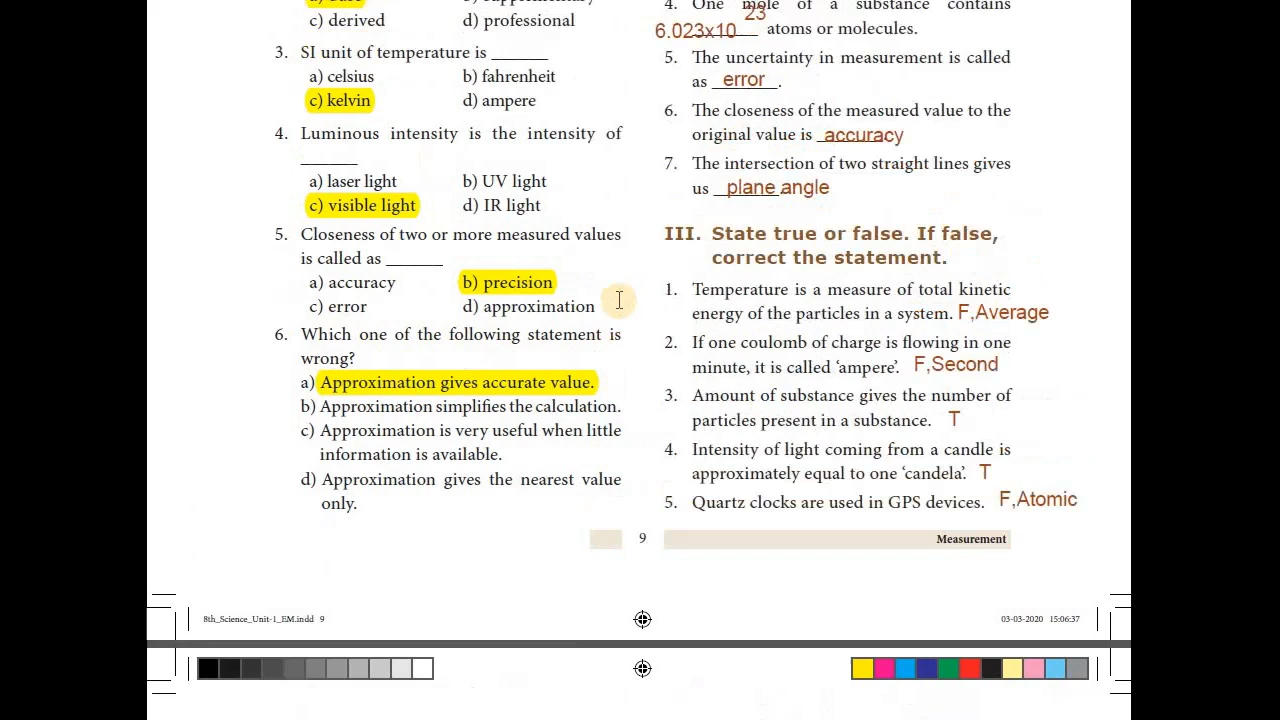 c) derived
d) professional
3. SI unit of temperature is ______
a) celsius b) fahrenheit
c) kelvin d) ampere
4. Luminous intensity is the intensity of
______
a) laser light b) UV light
c) visible light d) IR light
5. Closeness of two or more measured values
is called as ______
a) accuracy b) precision
c) error d) approximation
6. Which one of the following statement is
wrong?
a) Approximation gives accurate value.
b) Approximation simplifies the calculation.
c) Approximation is very useful when little
information is available.
d) Approximation gives the nearest value
only.
4. One mole of a substance contains
6.023x10 23 atoms or molecules.
5. The uncertainty in measurement is called
as error.
6. The closeness of the measured value to the
original value is accuracy
7. The intersection of two straight lines gives
us plane angle
III. State true or false. If false,
correct the statement.
1. Temperature is a measure of total kinetic
energy of the particles in a system. F,Average
2. If one coulomb of charge is flowing in one
minute, it is called ‘ampere’. F,Second
3. Amount of substance gives the number of
particles present in a substance. T
4. Intensity of light coming from a candle is
approximately equal to one ‘candela’. T
5. Quartz clocks are used in GPS devices. F,Atomic
9 Measurement
8th_Science_Unit-1_EM.indd 9 03-03-2020 15:06:37